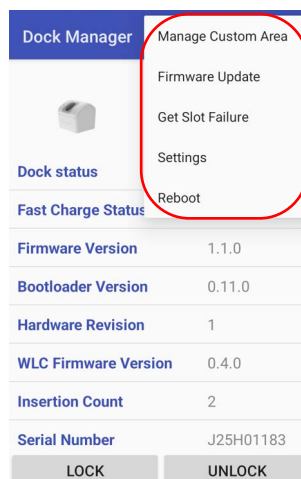 Dock Manager
Manage Custom Area
Firmware Update
Get Slot Failure
Settings
Reboot
Dock status
Fast Charge Status
Firmware Version 1.1.0
Bootloader Version 0.11.0
Hardware Revision 1
WLC Firmware Version 0.4.0
Insertion Count 2
Serial Number J25H01183
LOCK UNLOCK